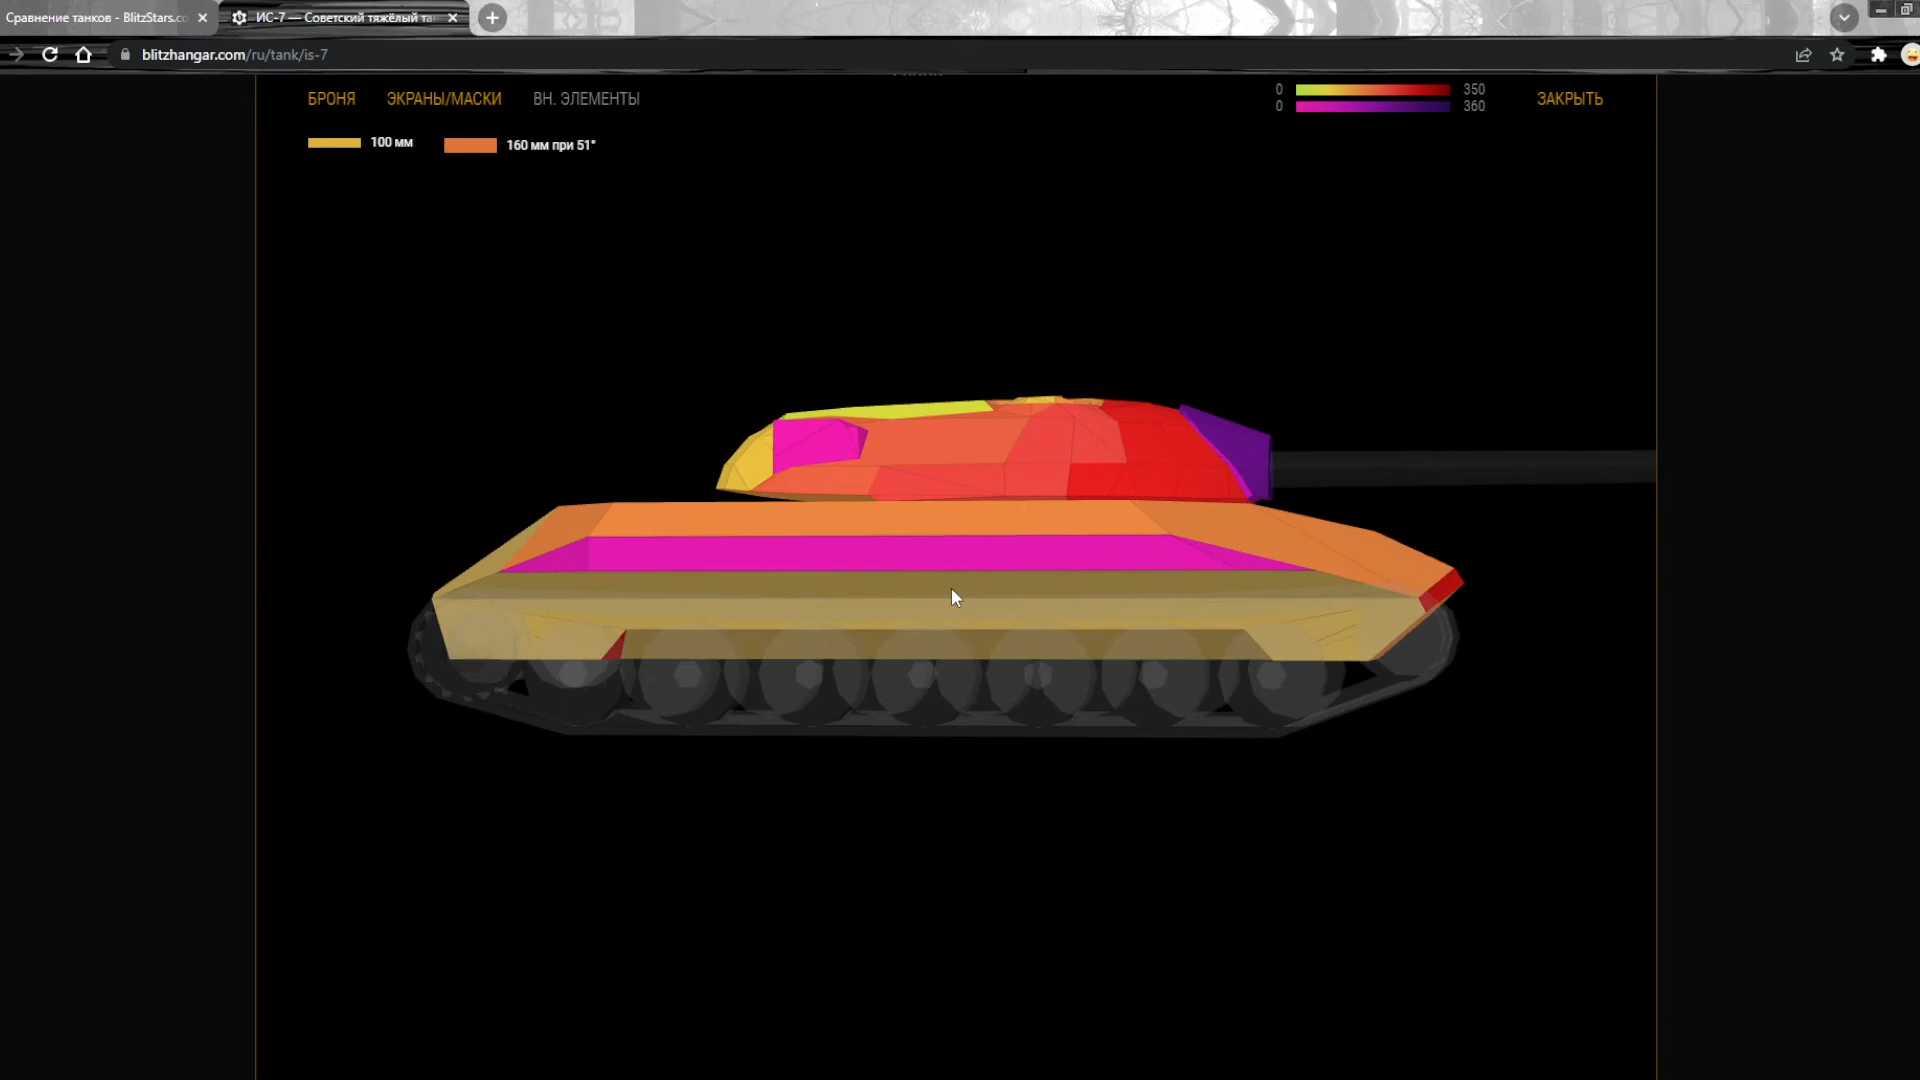 Сравнение танков - BlitzStars.co
ИС-7 — Советский тяжёлый та
blitzhangar.com/ru/tank/is-7
БРОНЯ ЭКРАНЫ/МАСКИ ВН. ЭЛЕМЕНТЫ
0 350
0 360
ЗАКРЫТЬ
100 мм 160 мм при 51°